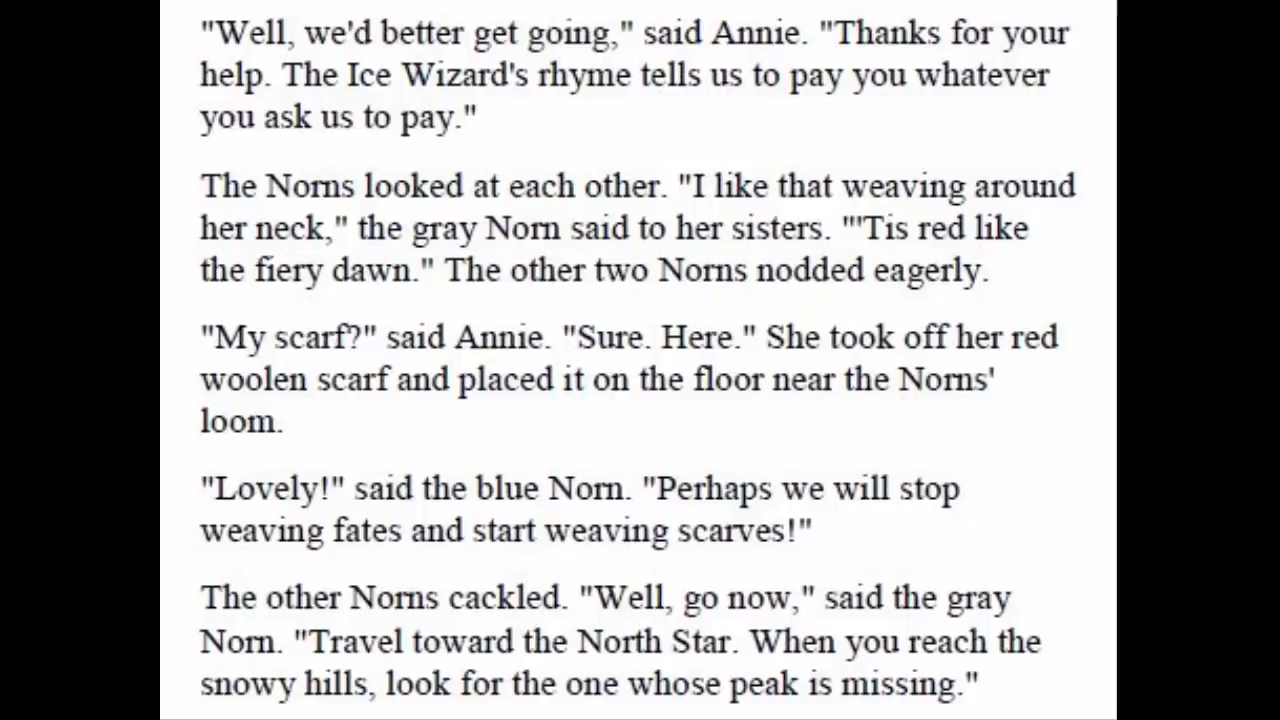 "Well, we'd better get going," said Annie. "Thanks for your
help. The Ice Wizard's rhyme tells us to pay you whatever
you ask us to pay."
The Norns looked at each other. "I like that weaving around
her neck," the gray Norn said to her sisters. "'Tis red like
the fiery dawn." The other two Norns nodded eagerly.
"My scarf?" said Annie. "Sure. Here." She took off her red
woolen scarf and placed it on the floor near the Norns'
loom.
"Lovely!" said the blue Norn. "Perhaps we will stop
weaving fates and start weaving scarves!"
The other Norns cackled. "Well, go now," said the gray
Norn. "Travel toward the North Star. When you reach the
snowy hills, look for the one whose peak is missing."